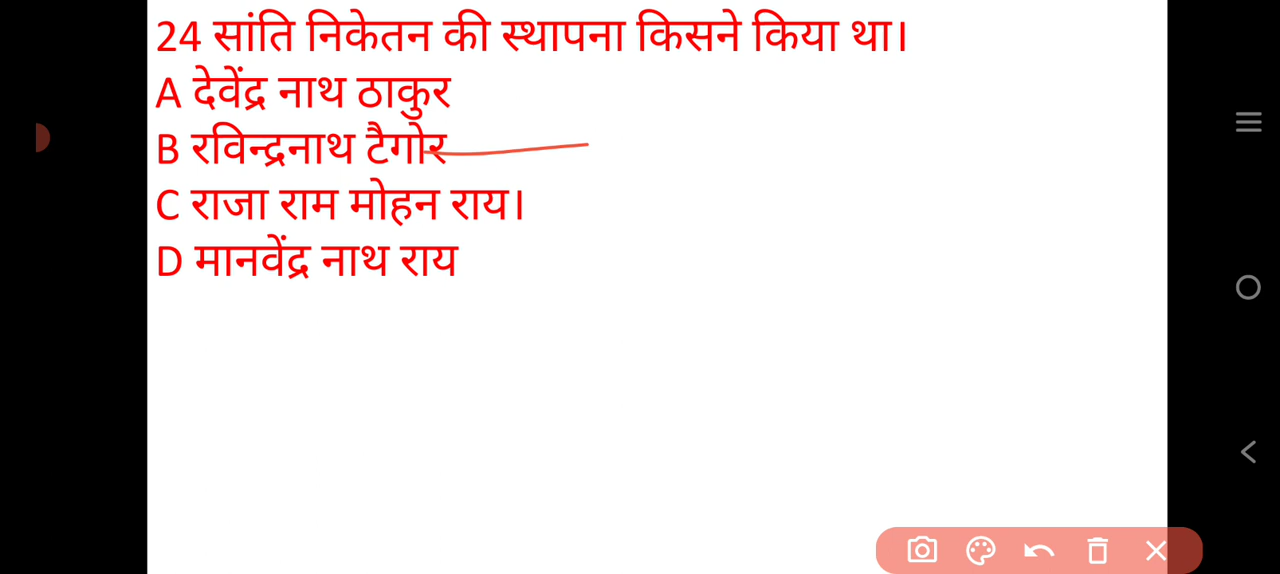 24 सांति निकेतन की स्थापना किसने किया था।
A देवेंद्र नाथ ठाकुर
B रविन्द्रनाथ टैगोर
C राजा राम मोहन राय।
D मानवेंद्र नाथ राय